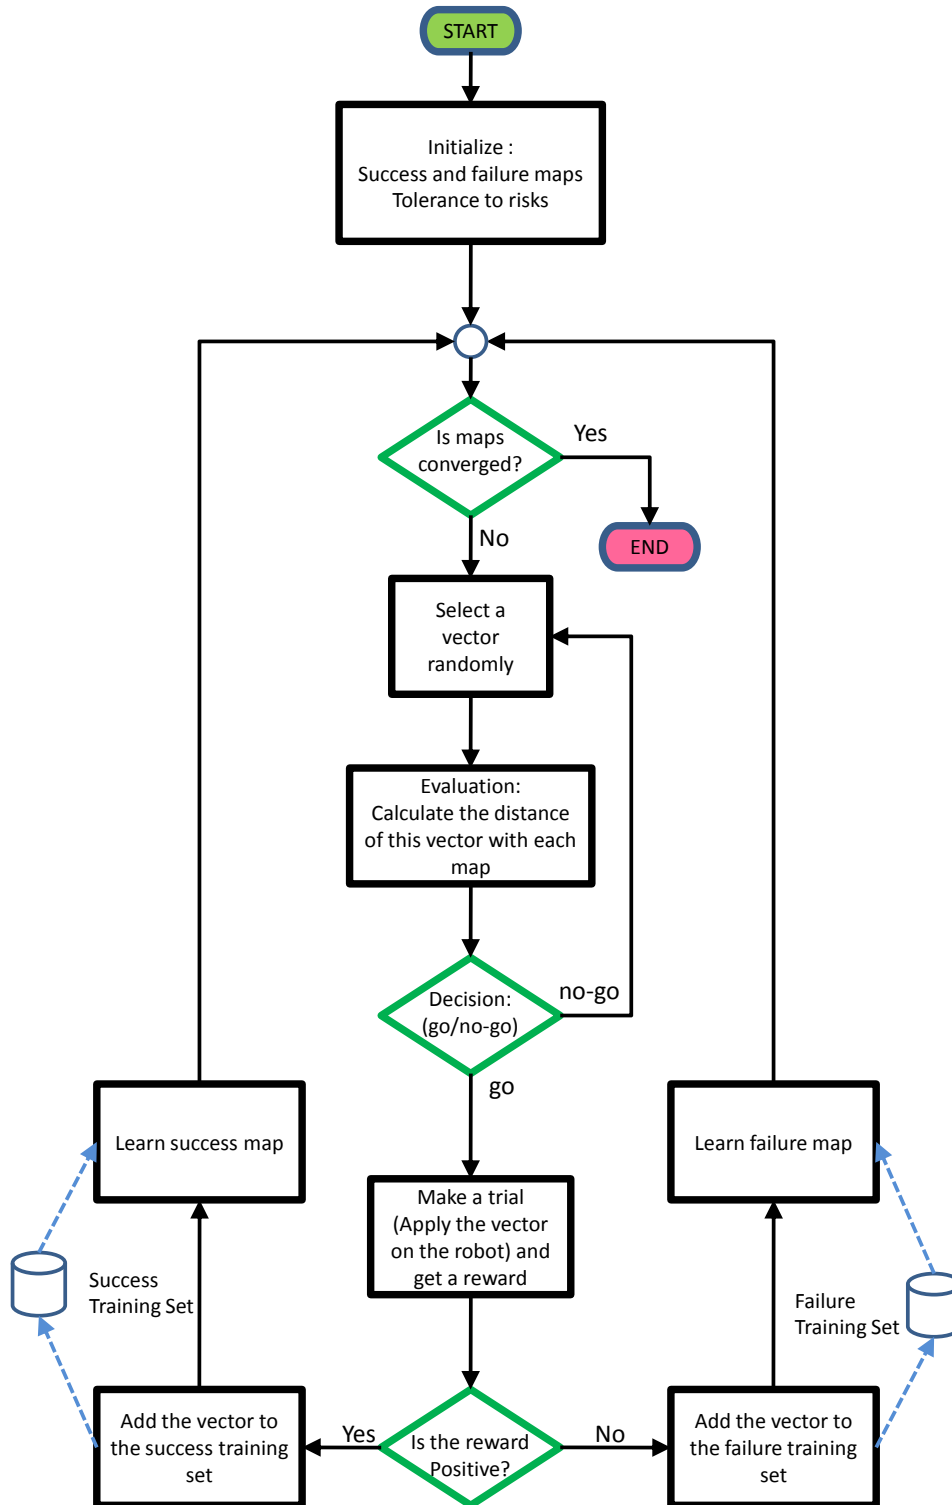 START
Initialize :
Success and failure maps
Tolerance to risks
Is maps
converged?
Yes
END
No
Select a
vector
randomly
Evaluation:
Calculate the distance
of this vector with each
map
Decision:
(go/no-go)
no-go
go
Learn success map
Learn failure map
Make a trial
(Apply the vector
on the robot) and
get a reward
Success
Training Set
Failure
Training Set
Is the reward
Positive?
Yes
No
Add the vector to
the success training
set
Add the vector to
the failure training
set